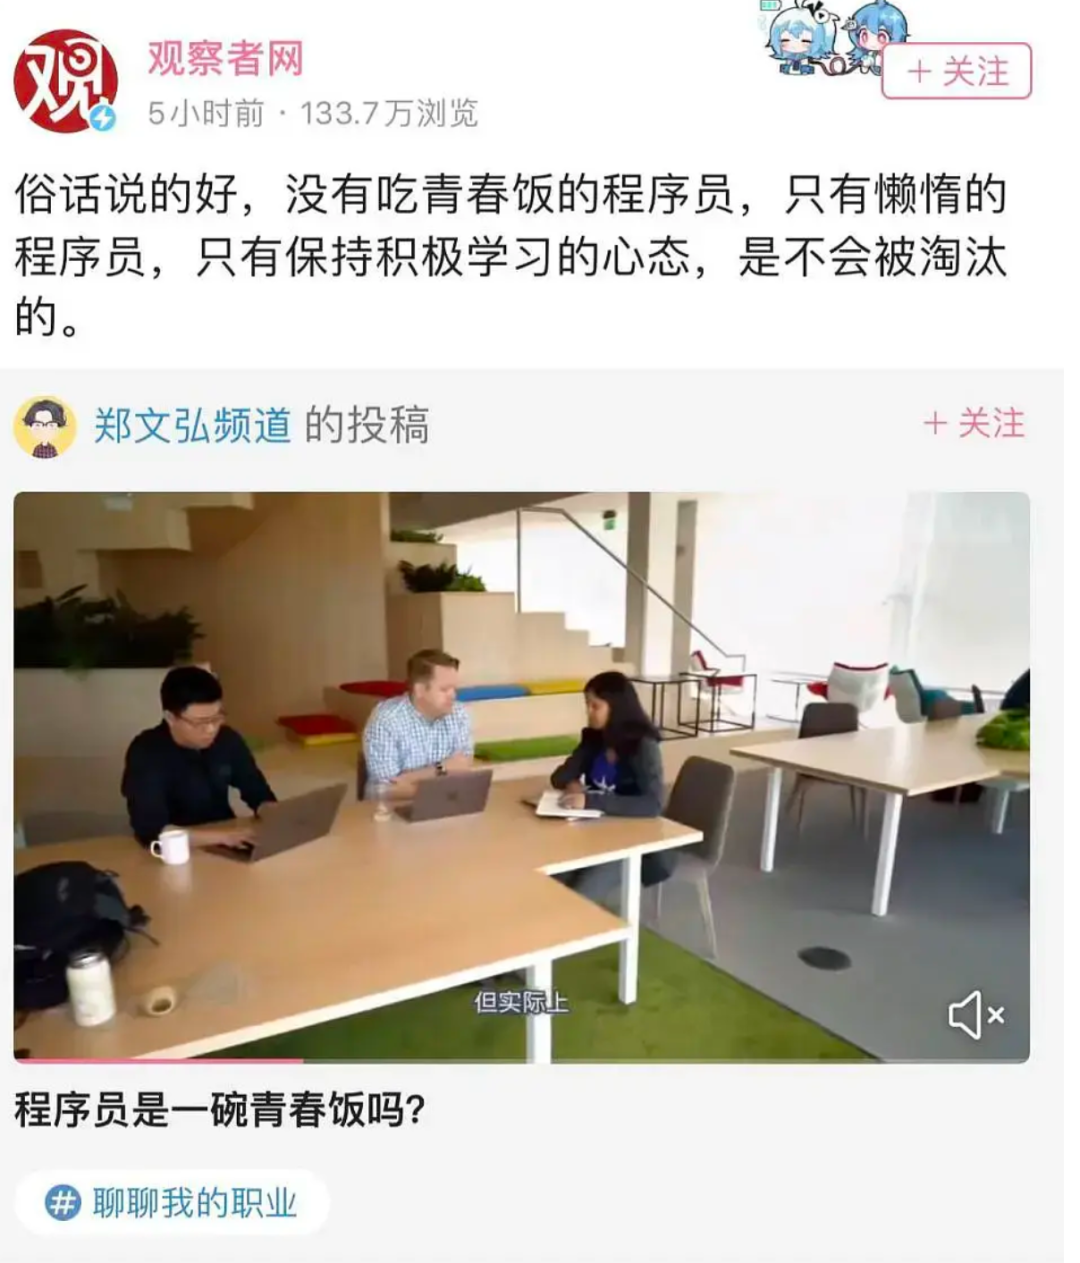 观
观察者网
+ 关注
5小时前 · 133.7万浏览
俗话说的好，没有吃青春饭的程序员，只有懒惰的
程序员，只有保持积极学习的心态，是不会被淘汰
的。
郑文弘频道 的投稿
+ 关注
但实际上
程序员是一碗青春饭吗？
# 聊聊我的职业